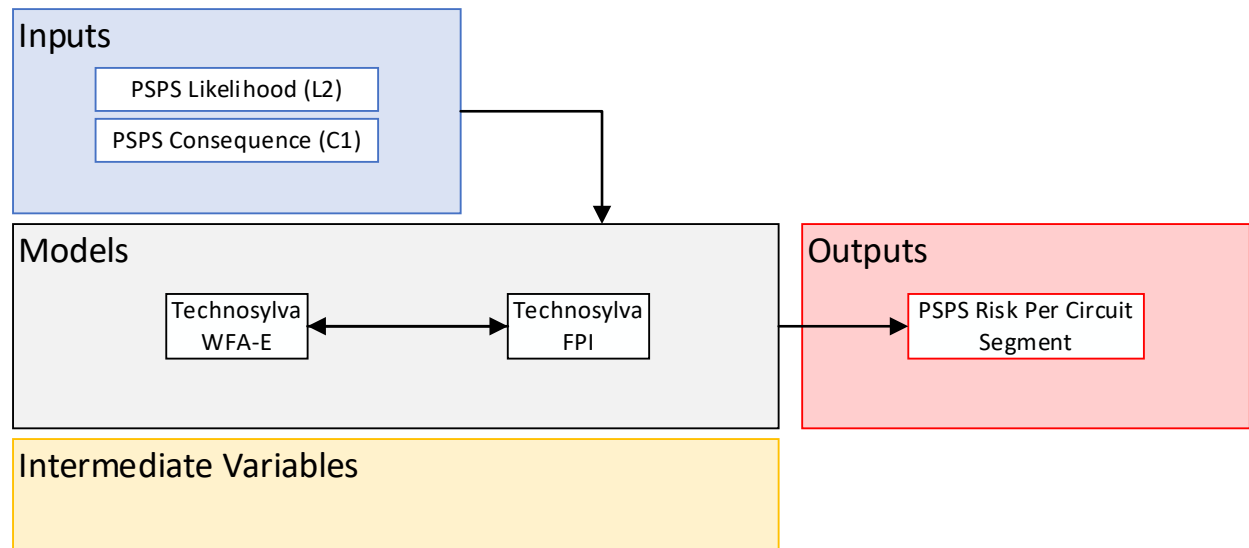 Inputs
PSPS Likelihood (L2)
PSPS Consequence (C1)
Models
Technosylva
WFA-E
Technosylva
FPI
Outputs
PSPS Risk Per Circuit
Segment
Intermediate Variables